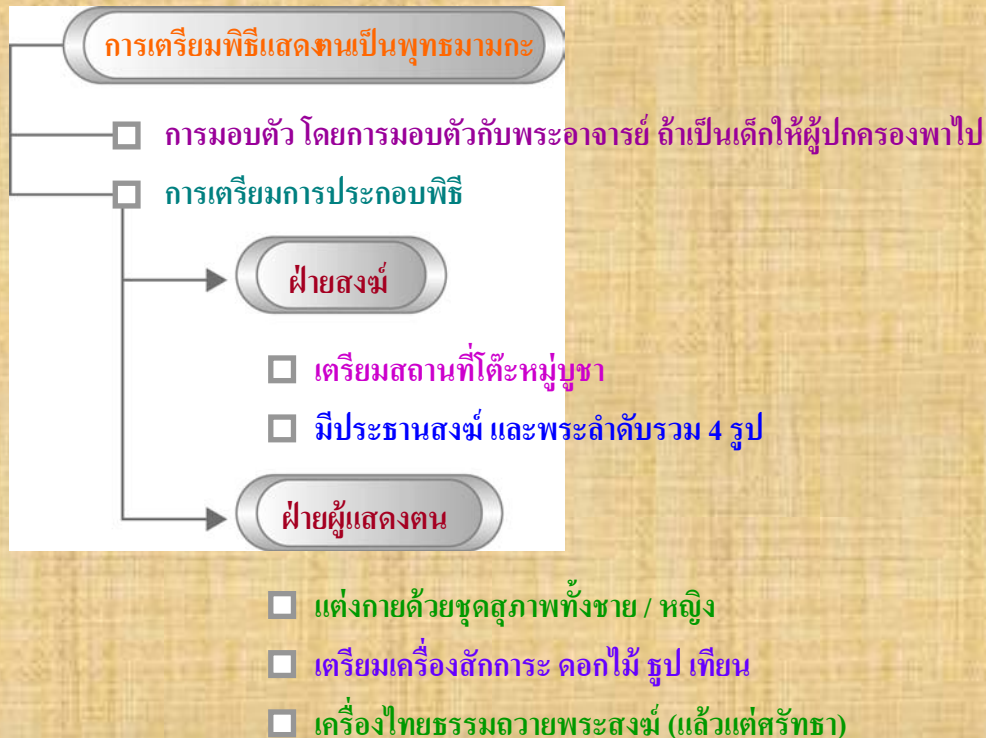 การเตรียมพิธีแสดงตนเป็นพุทธมามกะ
การมอบตัว โดยการมอบตัวกับพระอาจารย์ ถ้าเป็นเด็กให้ผู้ปกครองพาไป
การเตรียมการประกอบพิธี
ฝ่ายสงฆ์
เตรียมสถานที่โต๊ะหมู่บูชา
มีประธานสงฆ์ และพระลำดับรวม 4 รูป
ฝ่ายผู้แสดงตน
แต่งกายด้วยชุดสุภาพทั้งชาย / หญิง
เตรียมเครื่องสักการะ ดอกไม้ ธูป เทียน
เครื่องไทยธรรมถวายพระสงฆ์ (แล้วแต่ศรัทธา)